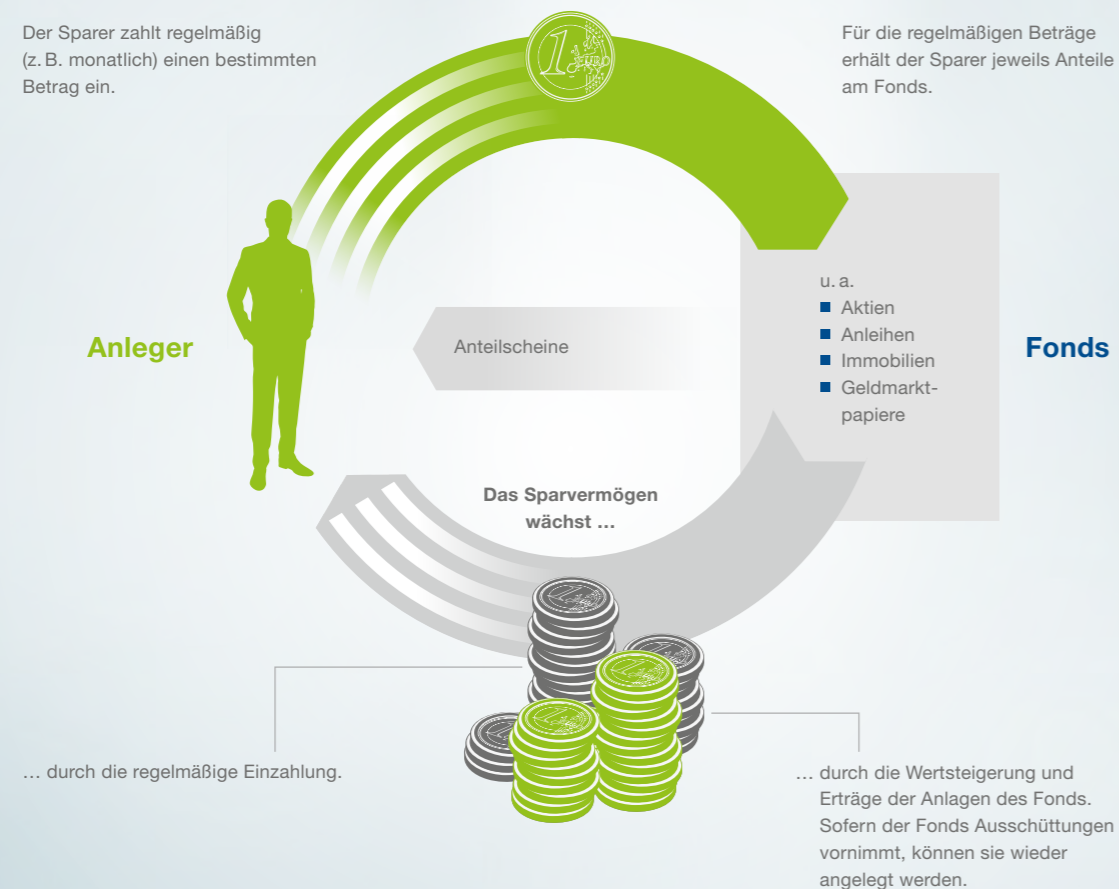 Der Sparer zahlt regelmäßig
(z. B. monatlich) einen bestimmten
Betrag ein.
1 EURO
Für die regelmäßigen Beträge
erhält der Sparer jeweils Anteile
am Fonds.
Anleger
Anteilscheine
u. a.
Aktien
Anleihen
Immobilien
Geldmarkt-
papiere
Fonds
Das Sparvermögen
wächst …
… durch die regelmäßige Einzahlung.
… durch die Wertsteigerung und
Erträge der Anlagen des Fonds.
Sofern der Fonds Ausschüttungen
vornimmt, können sie wieder
angelegt werden.